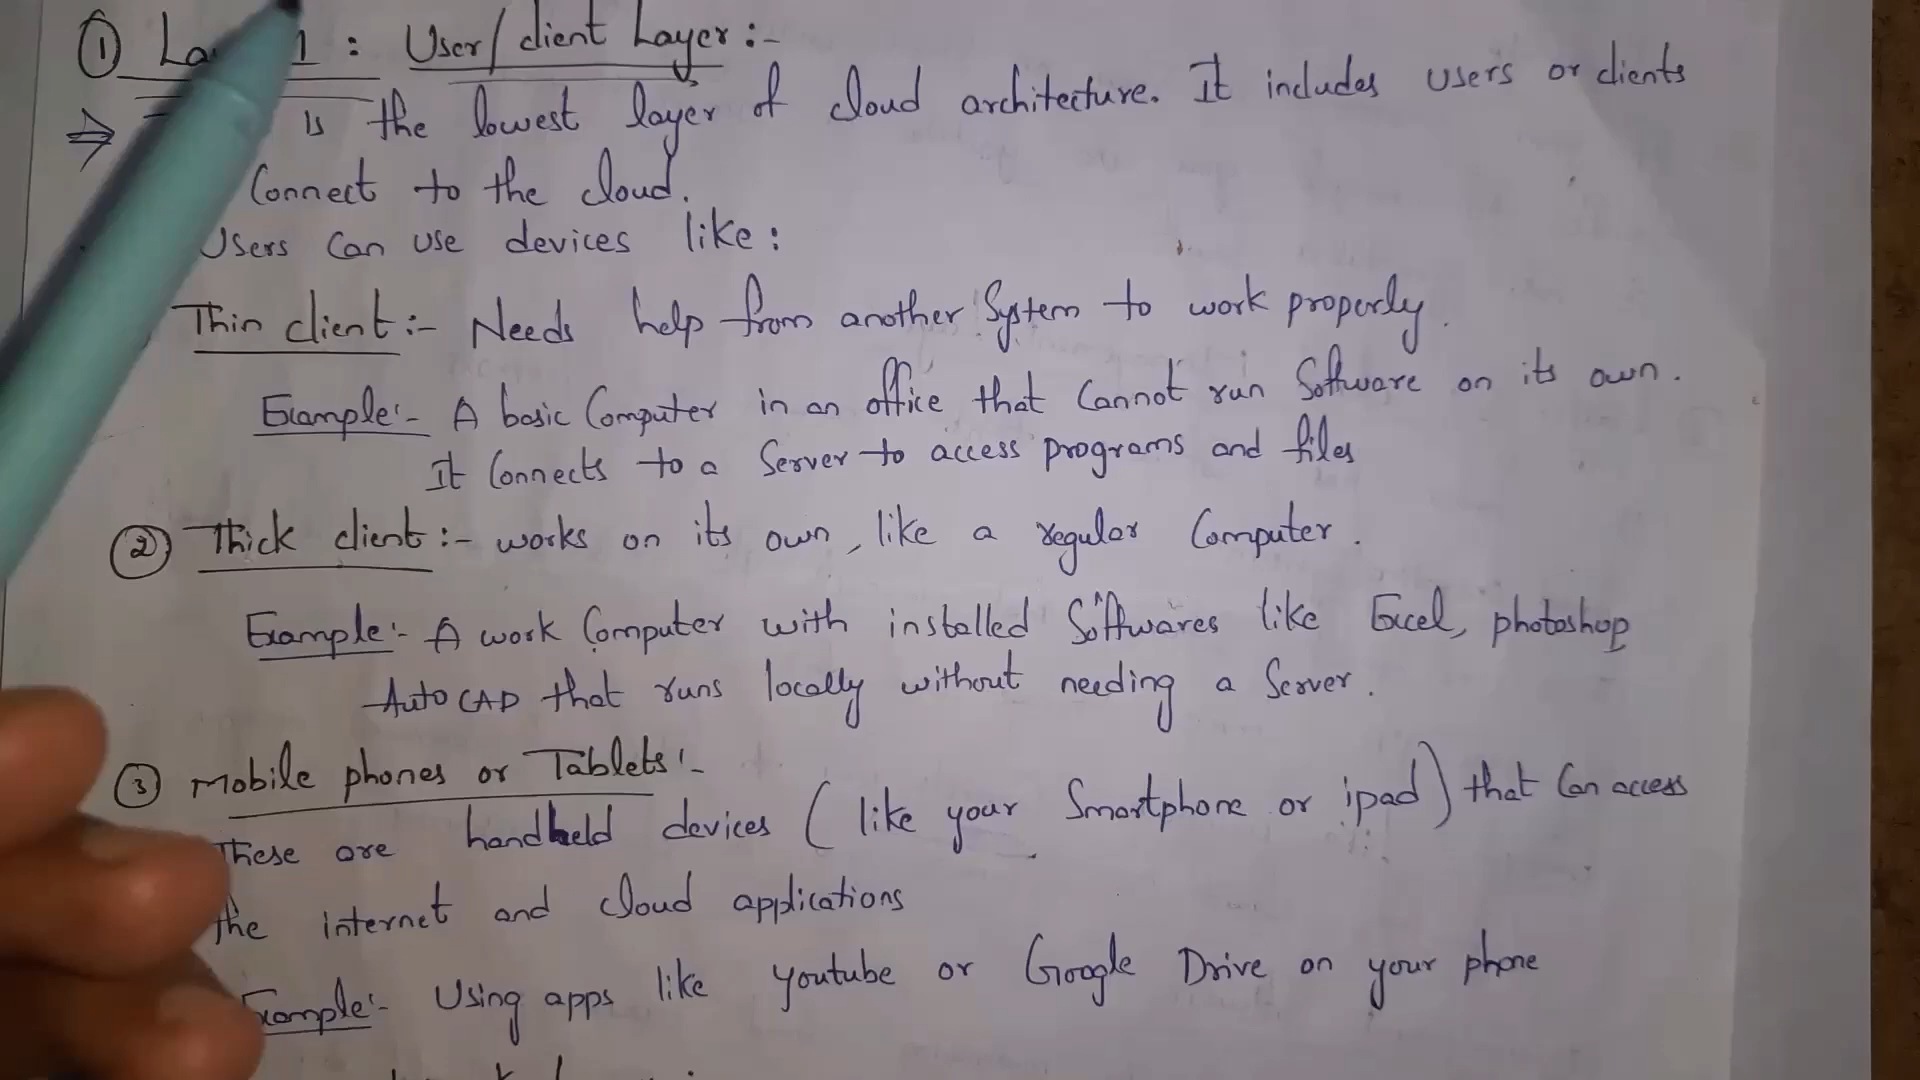 ① La 1 : User/client Layer :-
⇒ is the lowest layer of cloud architecture. It includes users or clients
Connect to the cloud.
Users can use devices like :
Thin client :- Needs help from another System to work properly.
Example :- A basic Computer in an office that Cannot run Software on its own.
It Connects to a Server to access programs and files
② Thick client :- works on its own, like a regular Computer.
Example :- A work Computer with installed Softwares like Excel, photoshop
AutoCAD that runs locally without needing a Server.
③ Mobile phones or Tablets :-
These are handheld devices (like your Smartphone or ipad) that Can access
the internet and cloud applications
Example :- Using apps like youtube or Google Drive on your phone